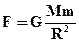 F = G Mm/R²